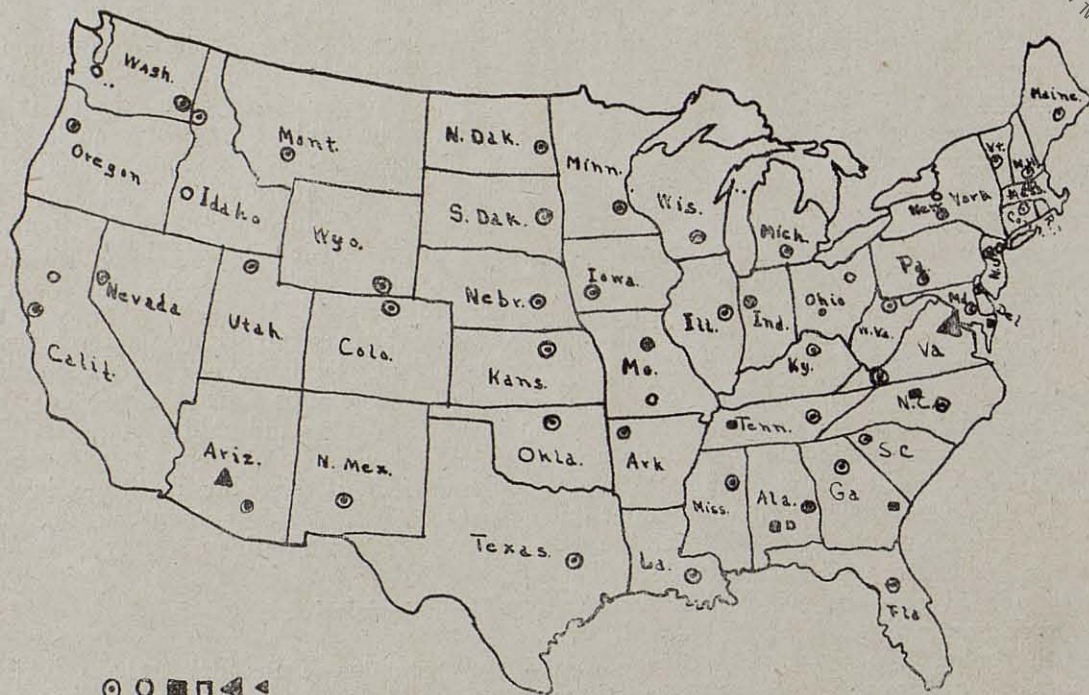 Wash.
Oregon
Idaho
Mont.
N. Dak.
S. Dak.
Minn.
Wis.
Mich.
Maine.
Vt.
N.H.
New York
Wyo.
Nebr.
Iowa.
Nevada
Utah
Colo.
Kans.
Mo.
Ill.
Ind.
Ohio
Pa.
N.J.
Md.
Del
W.Va.
Va
Ky.
Calif.
Ariz.
N. Mex.
Okla.
Ark
Tenn.
N.C.
S.C
Ga
Ala.
Miss.
Texas.
La.
Fla